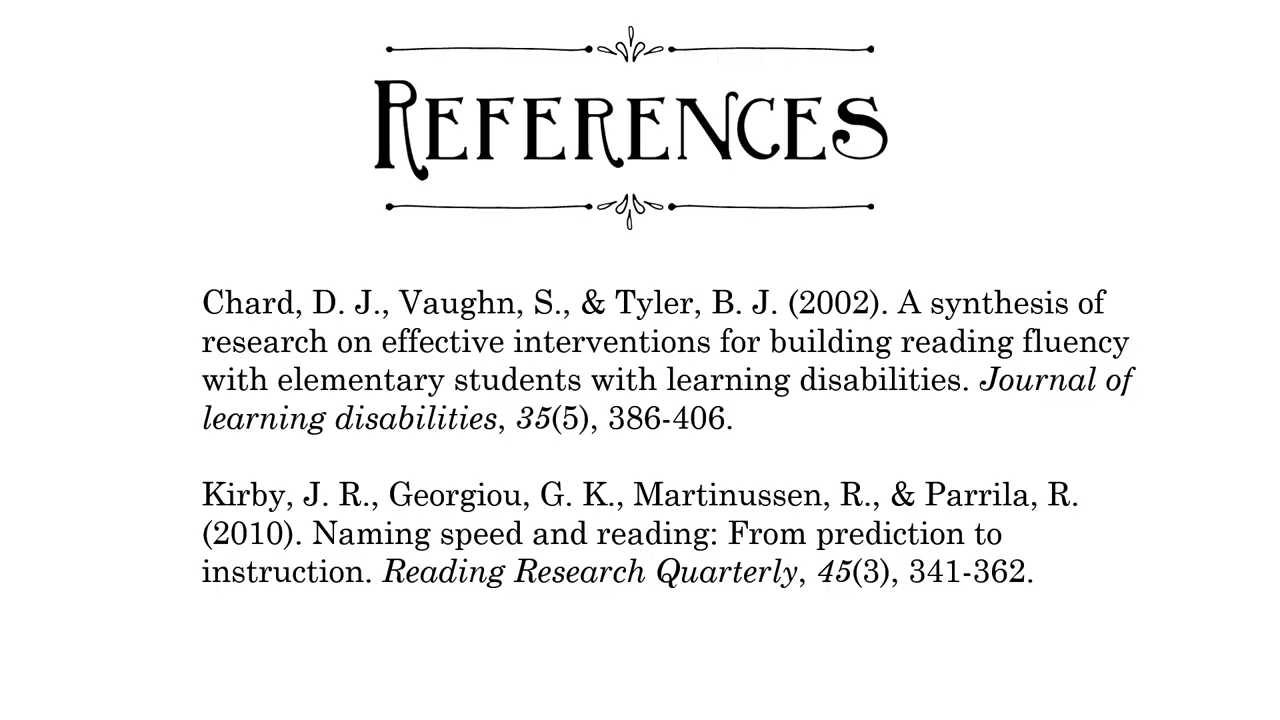 REFERENCES
Chard, D. J., Vaughn, S., & Tyler, B. J. (2002). A synthesis of
research on effective interventions for building reading fluency
with elementary students with learning disabilities. Journal of
learning disabilities, 35(5), 386-406.
Kirby, J. R., Georgiou, G. K., Martinussen, R., & Parrila, R.
(2010). Naming speed and reading: From prediction to
instruction. Reading Research Quarterly, 45(3), 341-362.